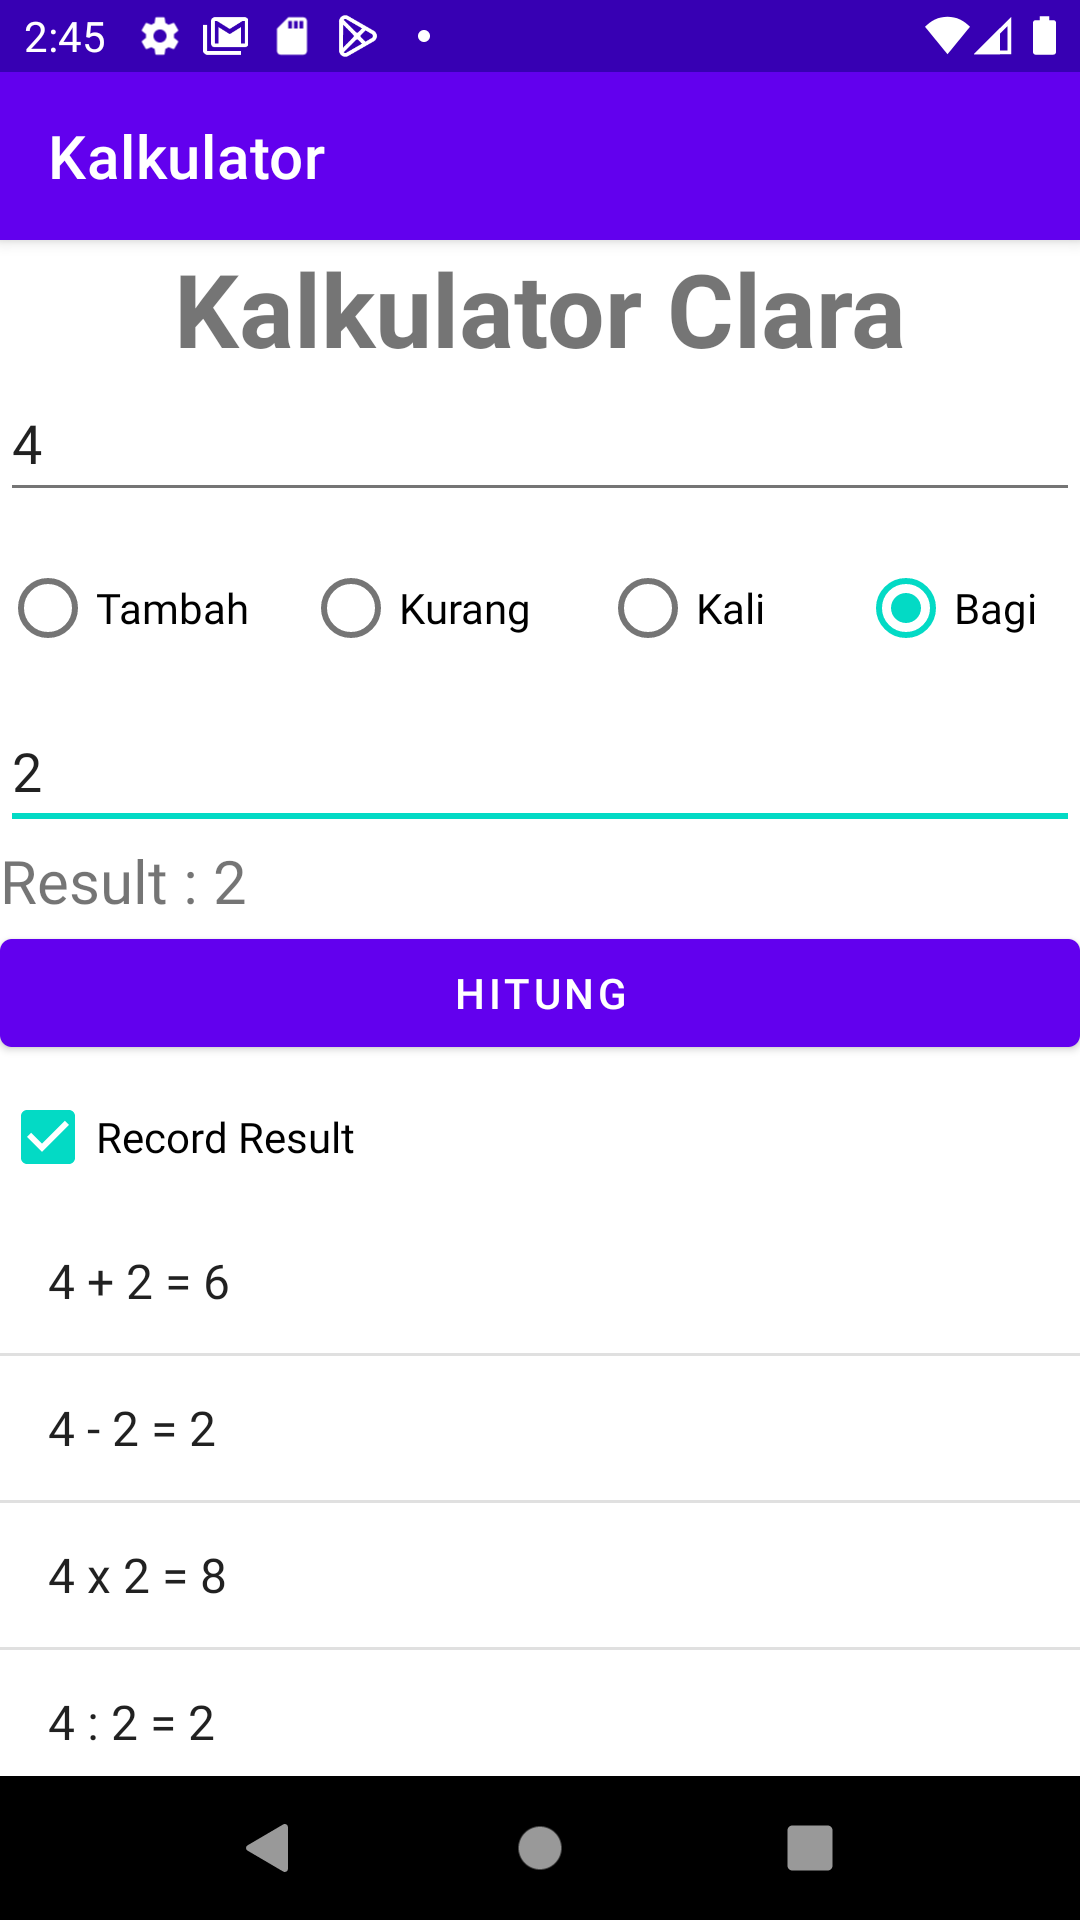 2:45
Kalkulator
Kalkulator Clara
4
Tambah Kurang Kali Bagi
2
Result : 2
HITUNG
Record Result
4 + 2 = 6
4 - 2 = 2
4 x 2 = 8
4 : 2 = 2